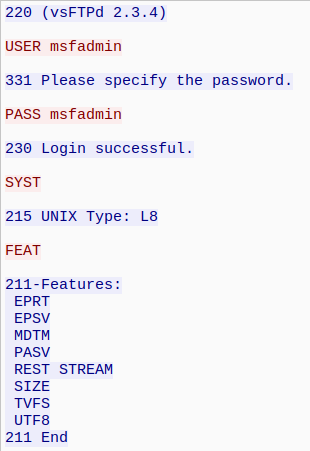 220 (vsFTPd 2.3.4)
USER msfadmin
331 Please specify the password.
PASS msfadmin
230 Login successful.
SYST
215 UNIX Type: L8
FEAT
211-Features:
EPRT
EPSV
MDTM
PASV
REST STREAM
SIZE
TVFS
UTF8
211 End